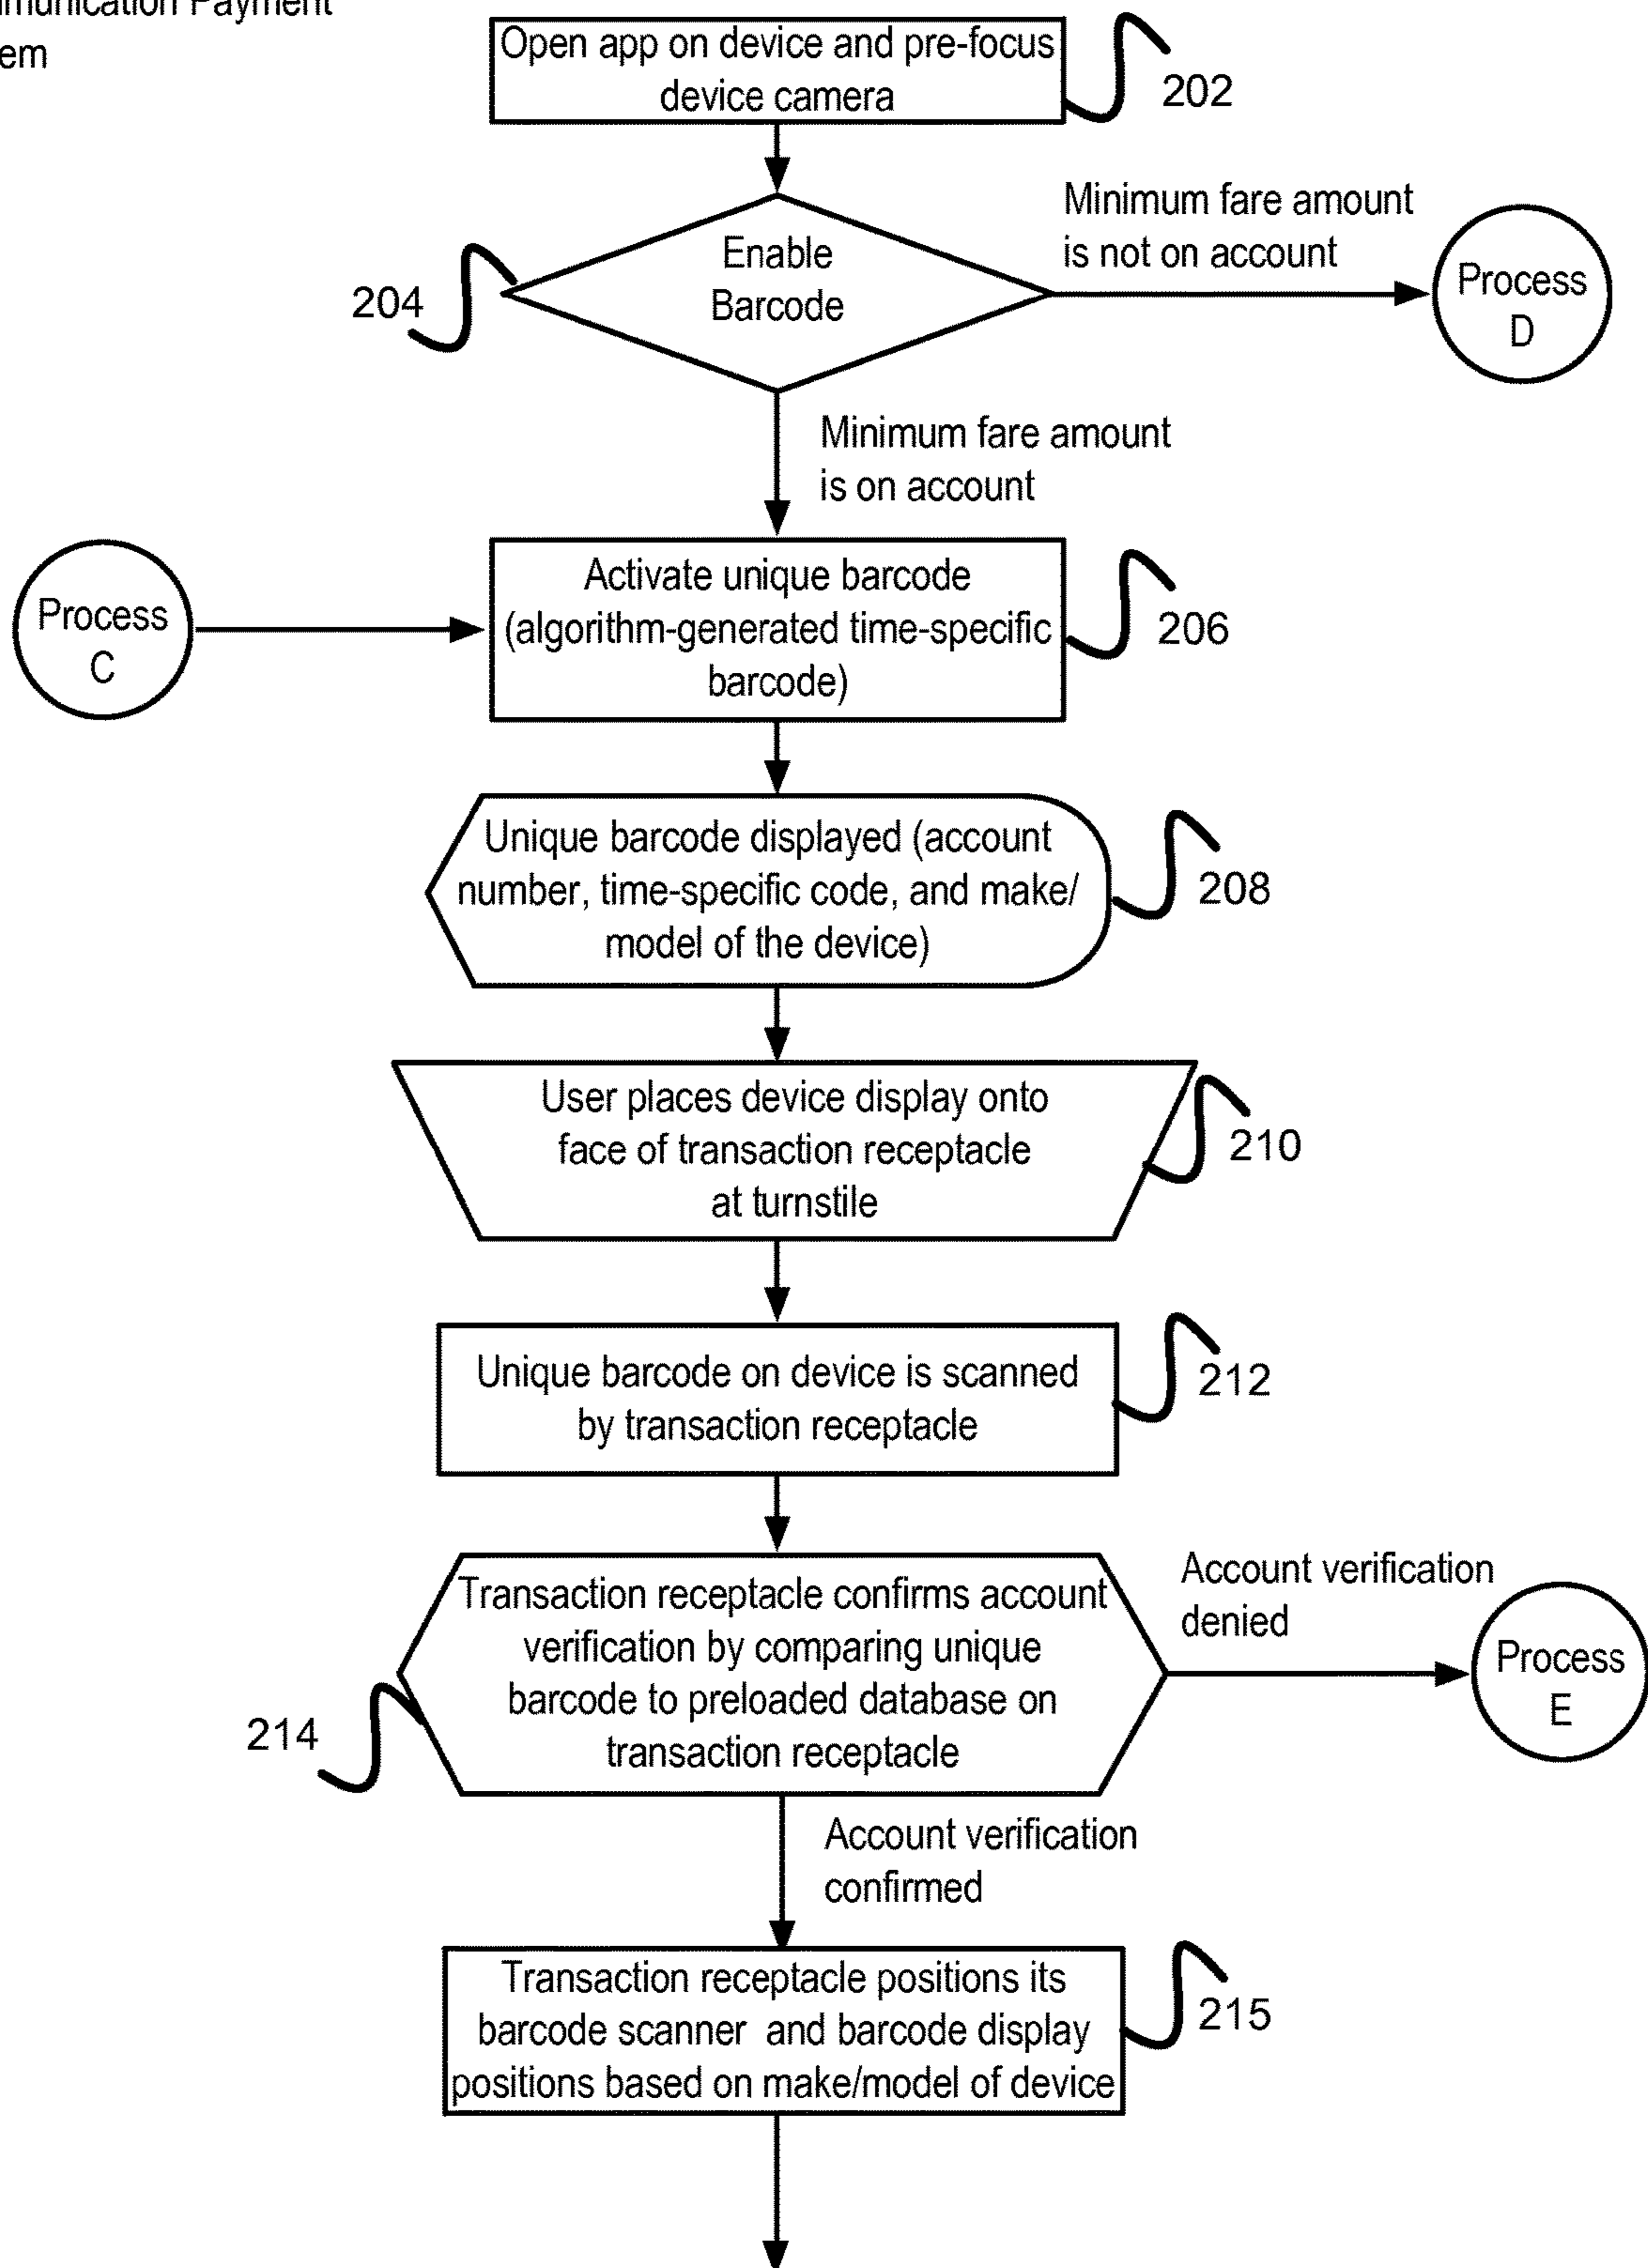 Payment
em
Open app on device and pre-focus
device camera
202
Minimum fare amount
is not on account
Process
D
Enable
Barcode
204
Minimum fare amount
is on account
Process
C
Activate unique barcode
(algorithm-generated time-specific
barcode)
206
Unique barcode displayed (account
number, time-specific code, and make/
model of the device)
208
User places device display onto
face of transaction receptacle
at turnstile
210
Unique barcode on device is scanned
by transaction receptacle
212
Transaction receptacle confirms account
verification by comparing unique
barcode to preloaded database on
transaction receptacle
214
Account verification
denied
Process
E
Account verification
confirmed
Transaction receptacle positions its
barcode scanner and barcode display
positions based on make/model of device
215